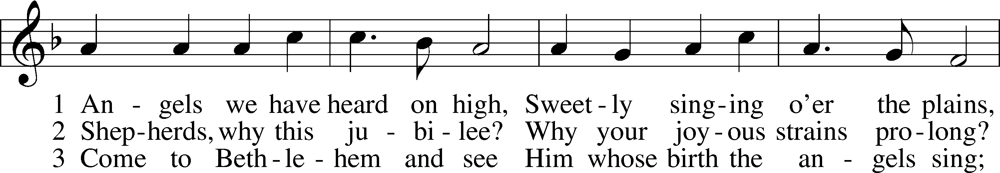 1 An - gels we have heard on high, Sweet - ly sing - ing o’er the plains,
2 Shep - herds, why this ju - bi - lee? Why your joy - ous strains pro - long?
3 Come to Beth - le - hem and see Him whose birth the an - gels sing;